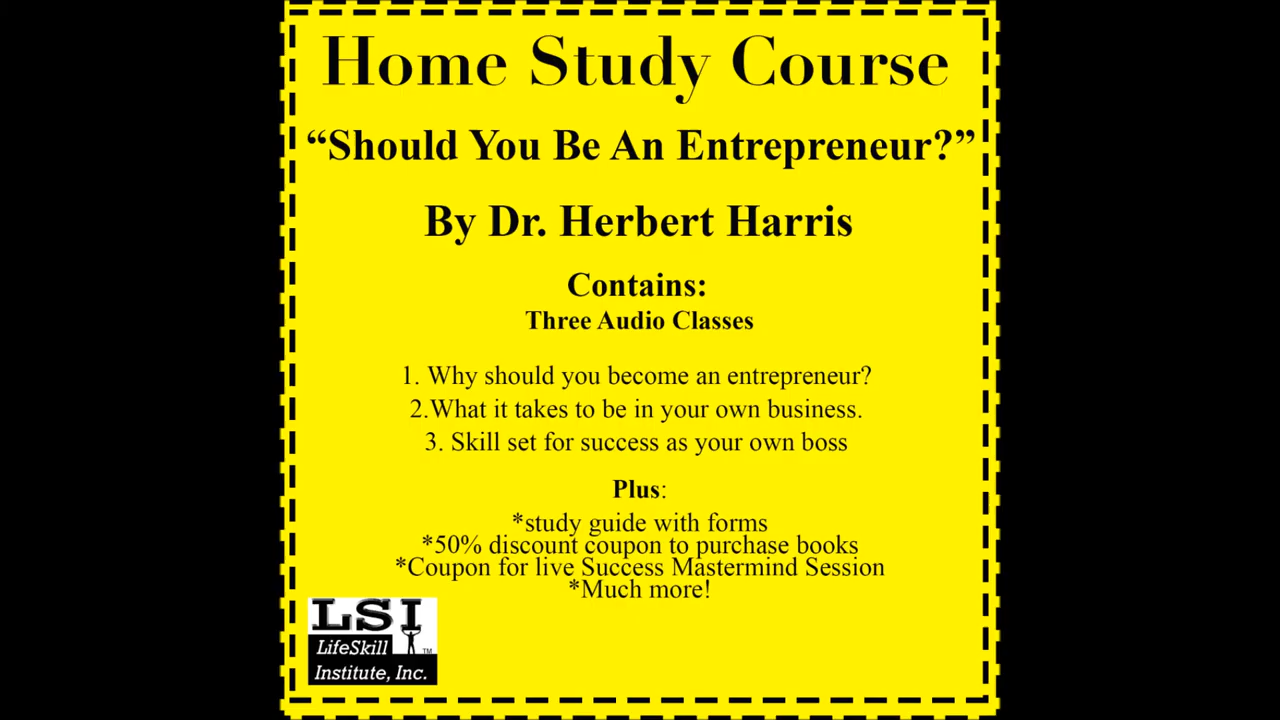 Home Study Course
“Should You Be An Entrepreneur?”
By Dr. Herbert Harris
Contains:
Three Audio Classes
1. Why should you become an entrepreneur?
2.What it takes to be in your own business.
3. Skill set for success as your own boss
Plus:
*study guide with forms
*50% discount coupon to purchase books
*Coupon for live Success Mastermind Session
*Much more!
LSI
LifeSkill TM
Institute, Inc.